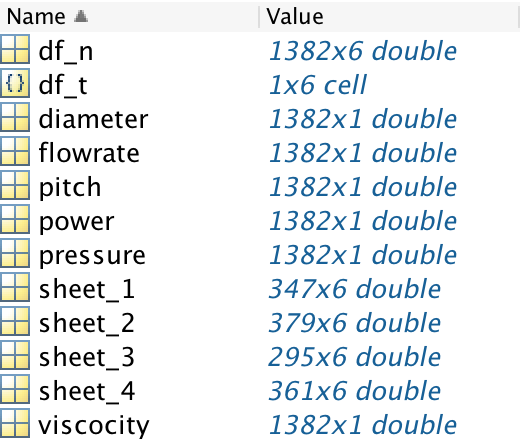 Name Value
df_n 1382x6 double
df_t 1x6 cell
diameter 1382x1 double
flowrate 1382x1 double
pitch 1382x1 double
power 1382x1 double
pressure 1382x1 double
sheet_1 347x6 double
sheet_2 379x6 double
sheet_3 295x6 double
sheet_4 361x6 double
viscocity 1382x1 double